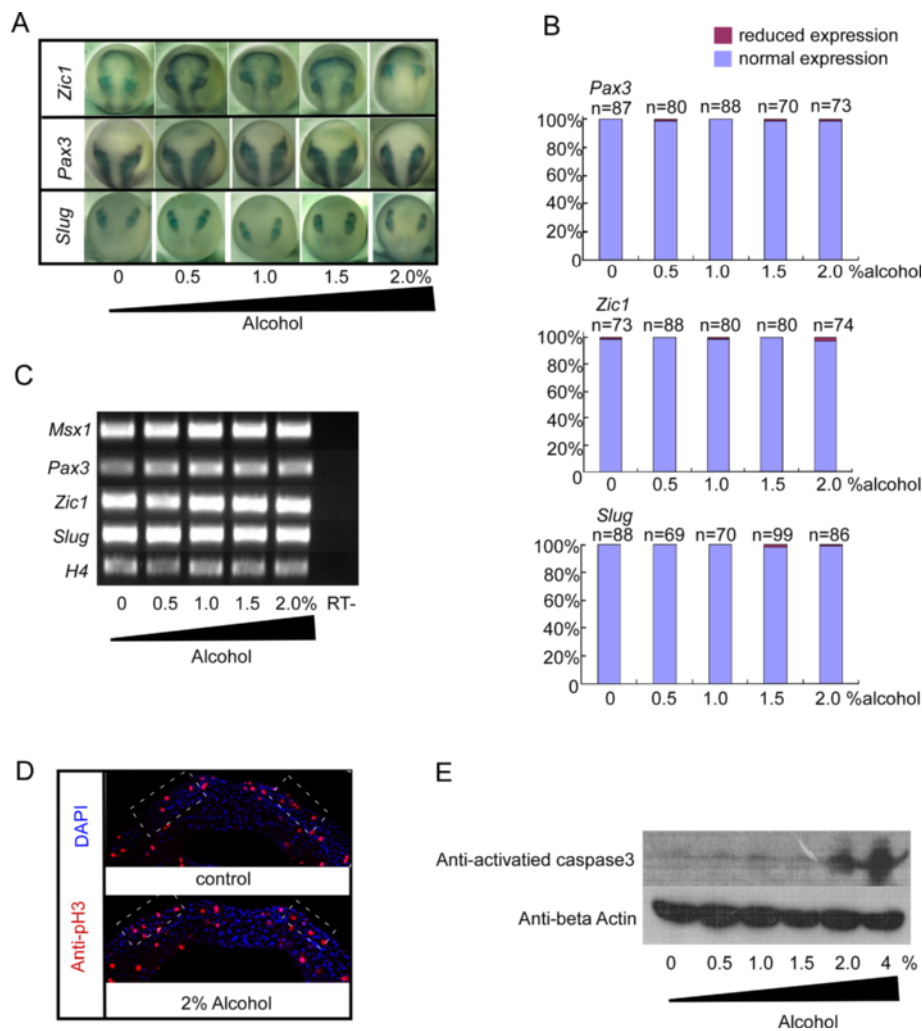 A
Zic1
Pax3
Slug
0 0.5 1.0 1.5 2.0%
Alcohol
B
reduced expression
normal expression
Pax3
n=87 n=80 n=88 n=70 n=73
100%
80%
60%
40%
20%
0
0 0.5 1.0 1.5 2.0 %alcohol
Zic1
n=73 n=88 n=80 n=80 n=74
100%
80%
60%
40%
20%
0
0 0.5 1.0 1.5 2.0 %alcohol
Slug
n=88 n=69 n=70 n=99 n=86
100%
80%
60%
40%
20%
0
0 0.5 1.0 1.5 2.0 %alcohol
C
Msx1
Pax3
Zic1
Slug
H4
0 0.5 1.0 1.5 2.0% RT-
Alcohol
D
DAPI
Anti-pH3
control
2% Alcohol
E
Anti-activatied caspase3
Anti-beta Actin
0 0.5 1.0 1.5 2.0 4 %
Alcohol